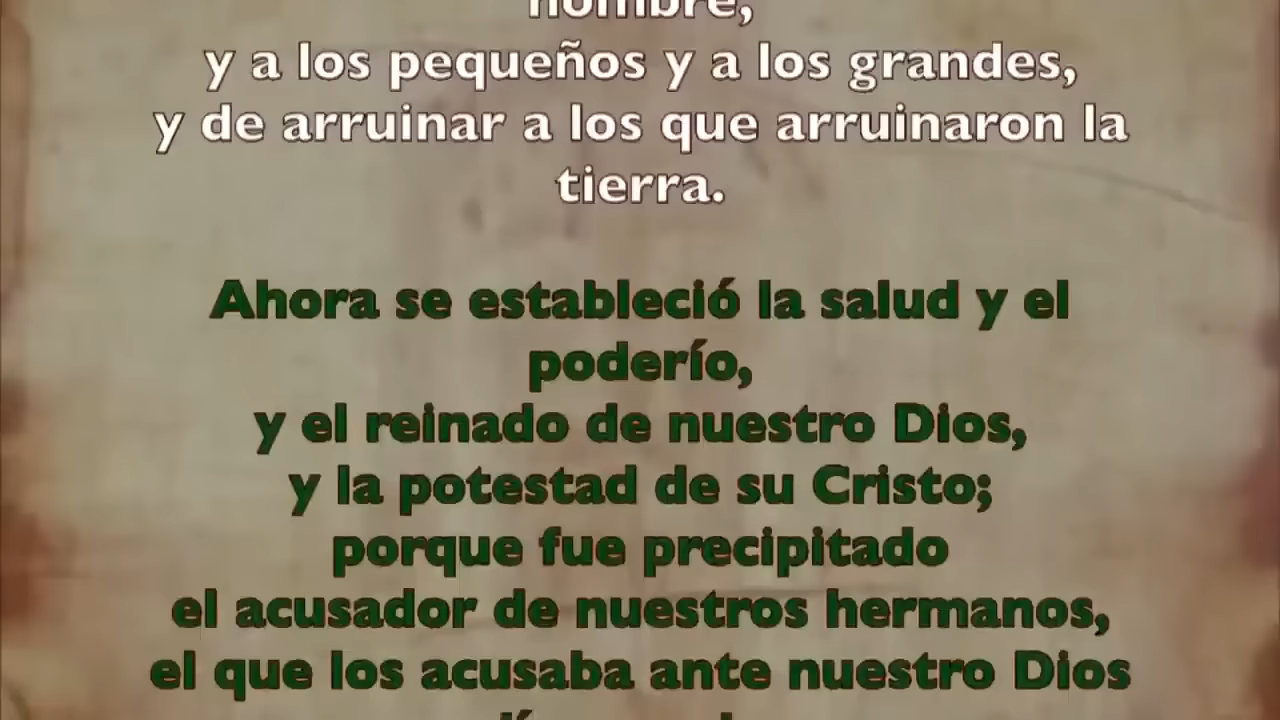 nombre,
y a los pequeños y a los grandes,
y de arruinar a los que arruinaron la
tierra.
Ahora se estableció la salud y el
poderío,
y el reinado de nuestro Dios,
y la potestad de su Cristo;
porque fue precipitado
el acusador de nuestros hermanos,
el que los acusaba ante nuestro Dios